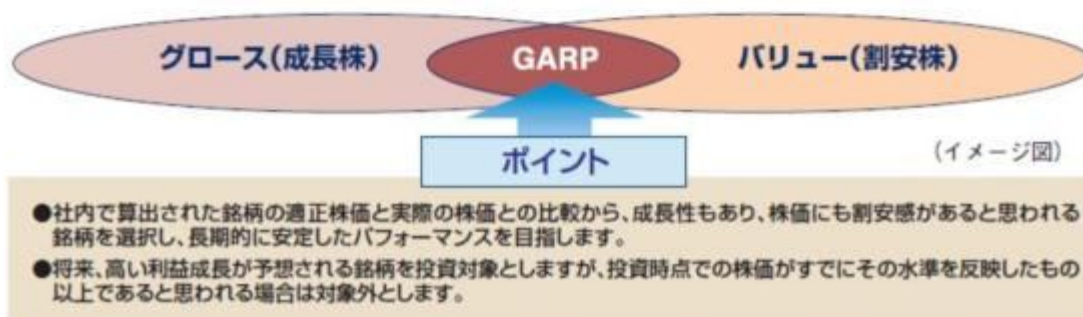 グロース(成長株) GARP バリュー(割安株)
ポイント
(イメージ図)
●社内で算出された銘柄の適正株価と実際の株価との比較から、成長性もあり、株価にも割安感があると思われる
銘柄を選択し、長期的に安定したパフォーマンスを目指します。
●将来、高い利益成長が予想される銘柄を投資対象としますが、投資時点での株価がすでにその水準を反映したもの
以上であると思われる場合は対象外とします。